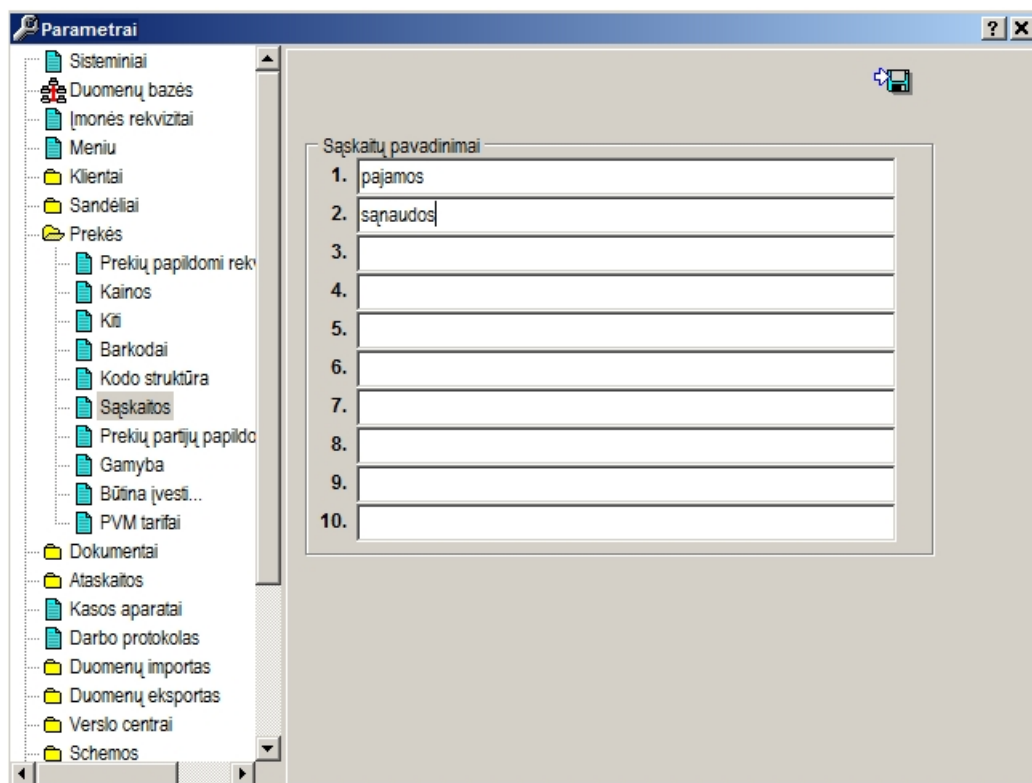 Parametrai
Sisteminiai
Duomenų bazės
Įmonės rekvizitai
Meniu
Klientai
Sandėliai
Prekės
Prekių papildomi
Kainos
Kiti
Barkodai
Kodo struktūra
Sąskaitos
Prekių partijų
Gamyba
Būtina įvesti...
PVM tarifai
Dokumentai
Ataskaitos
Kasos aparatai
Darbo protokolas
Duomenų importas
Duomenų eksportas
Verslo centrai
Schemos
Sąskaitų pavadinimai
1. pajamos
2. sąnaudos
3.
4.
5.
6.
7.
8.
9.
10.